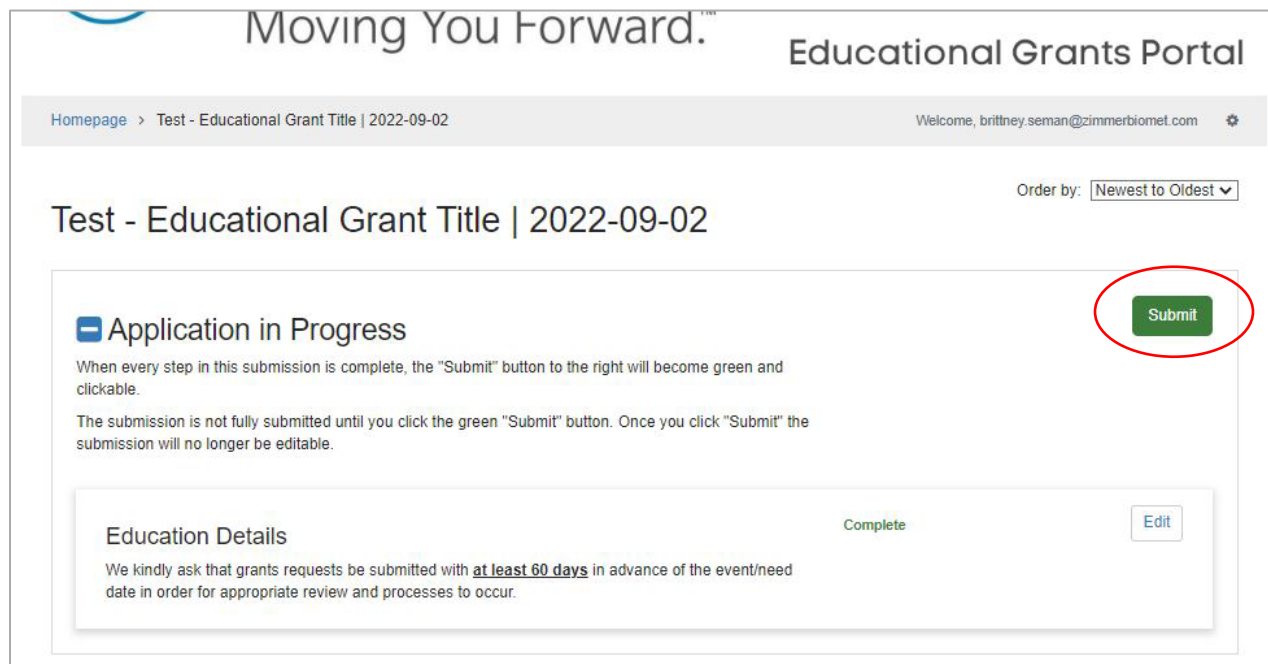 Moving You Forward.™
Educational Grants Portal
Homepage > Test - Educational Grant Title | 2022-09-02
Welcome, brittney.seman@zimmerbiomet.com
Order by: Newest to Oldest
Test - Educational Grant Title | 2022-09-02
Application in Progress
Submit
When every step in this submission is complete, the "Submit" button to the right will become green and
clickable.
The submission is not fully submitted until you click the green "Submit" button. Once you click "Submit" the
submission will no longer be editable.
Education Details
Complete
Edit
We kindly ask that grants requests be submitted with at least 60 days in advance of the event/need
date in order for appropriate review and processes to occur.